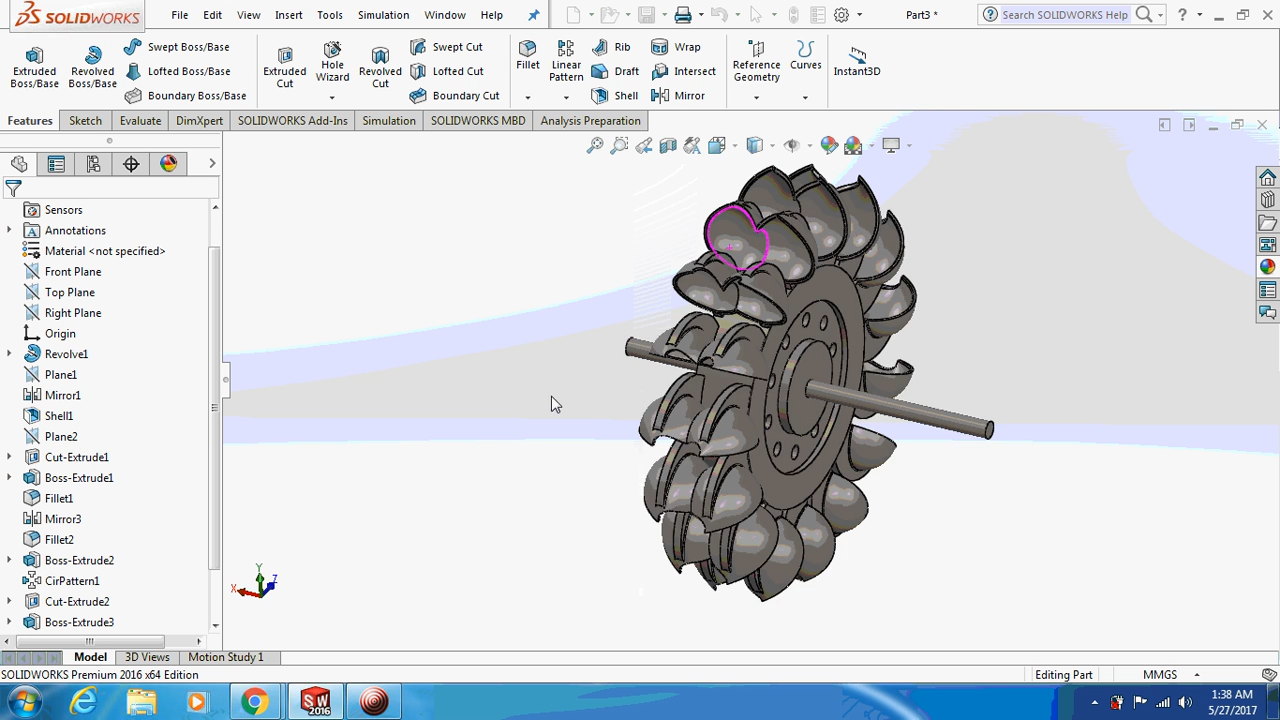 SOLIDWORKS File Edit View Insert Tools Simulation Window Help Part3 * Search SOLIDWORKS Help ?
Extruded Boss/Base
Revolved Boss/Base
Swept Boss/Base
Lofted Boss/Base
Boundary Boss/Base
Extruded Cut
Hole Wizard
Revolved Cut
Swept Cut
Lofted Cut
Boundary Cut
Fillet
Linear Pattern
Rib
Draft
Shell
Wrap
Intersect
Mirror
Reference Geometry
Curves
Instant3D
Features Sketch Evaluate DimXpert SOLIDWORKS Add-Ins Simulation SOLIDWORKS MBD Analysis Preparation
Sensors
Annotations
Material <not specified>
Front Plane
Top Plane
Right Plane
Origin
Revolve1
Plane1
Mirror1
Shell1
Plane2
Cut-Extrude1
Boss-Extrude1
Fillet1
Mirror3
Fillet2
Boss-Extrude2
CirPattern1
Cut-Extrude2
Boss-Extrude3
Y
X
Z
Model 3D Views Motion Study 1
SOLIDWORKS Premium 2016 x64 Edition Editing Part MMGS
SW 2016
1:38 AM
5/27/2017